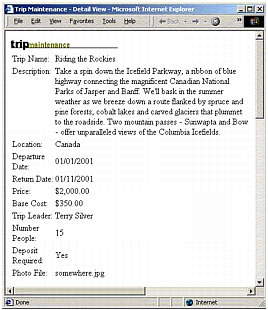 Trip Maintenance - Detail View - Microsoft Internet Explorer
File Edit View Favorites Tools Help Back
tripmaintenance
Trip Name: Riding the Rockies
Description: Take a spin down the Icefield Parkway, a ribbon of blue
highway connecting the magnificent Canadian National
Parks of Jasper and Banff. We'll bask in the summer
weather as we breeze down a route flanked by spruce and
pine forests, cobalt lakes and carved glaciers that plummet
to the roadside. Two mountain passes - Sunwapta and Bow
- offer unparalleled views of the Columbia Icefields.
Location: Canada
Departure
Date: 01/01/2001
Return Date: 01/11/2001
Price: $2,000.00
Base Cost: $350.00
Trip Leader: Terry Silver
Number
People: 15
Deposit
Required: Yes
Photo File: somewhere.jpg
Done Internet